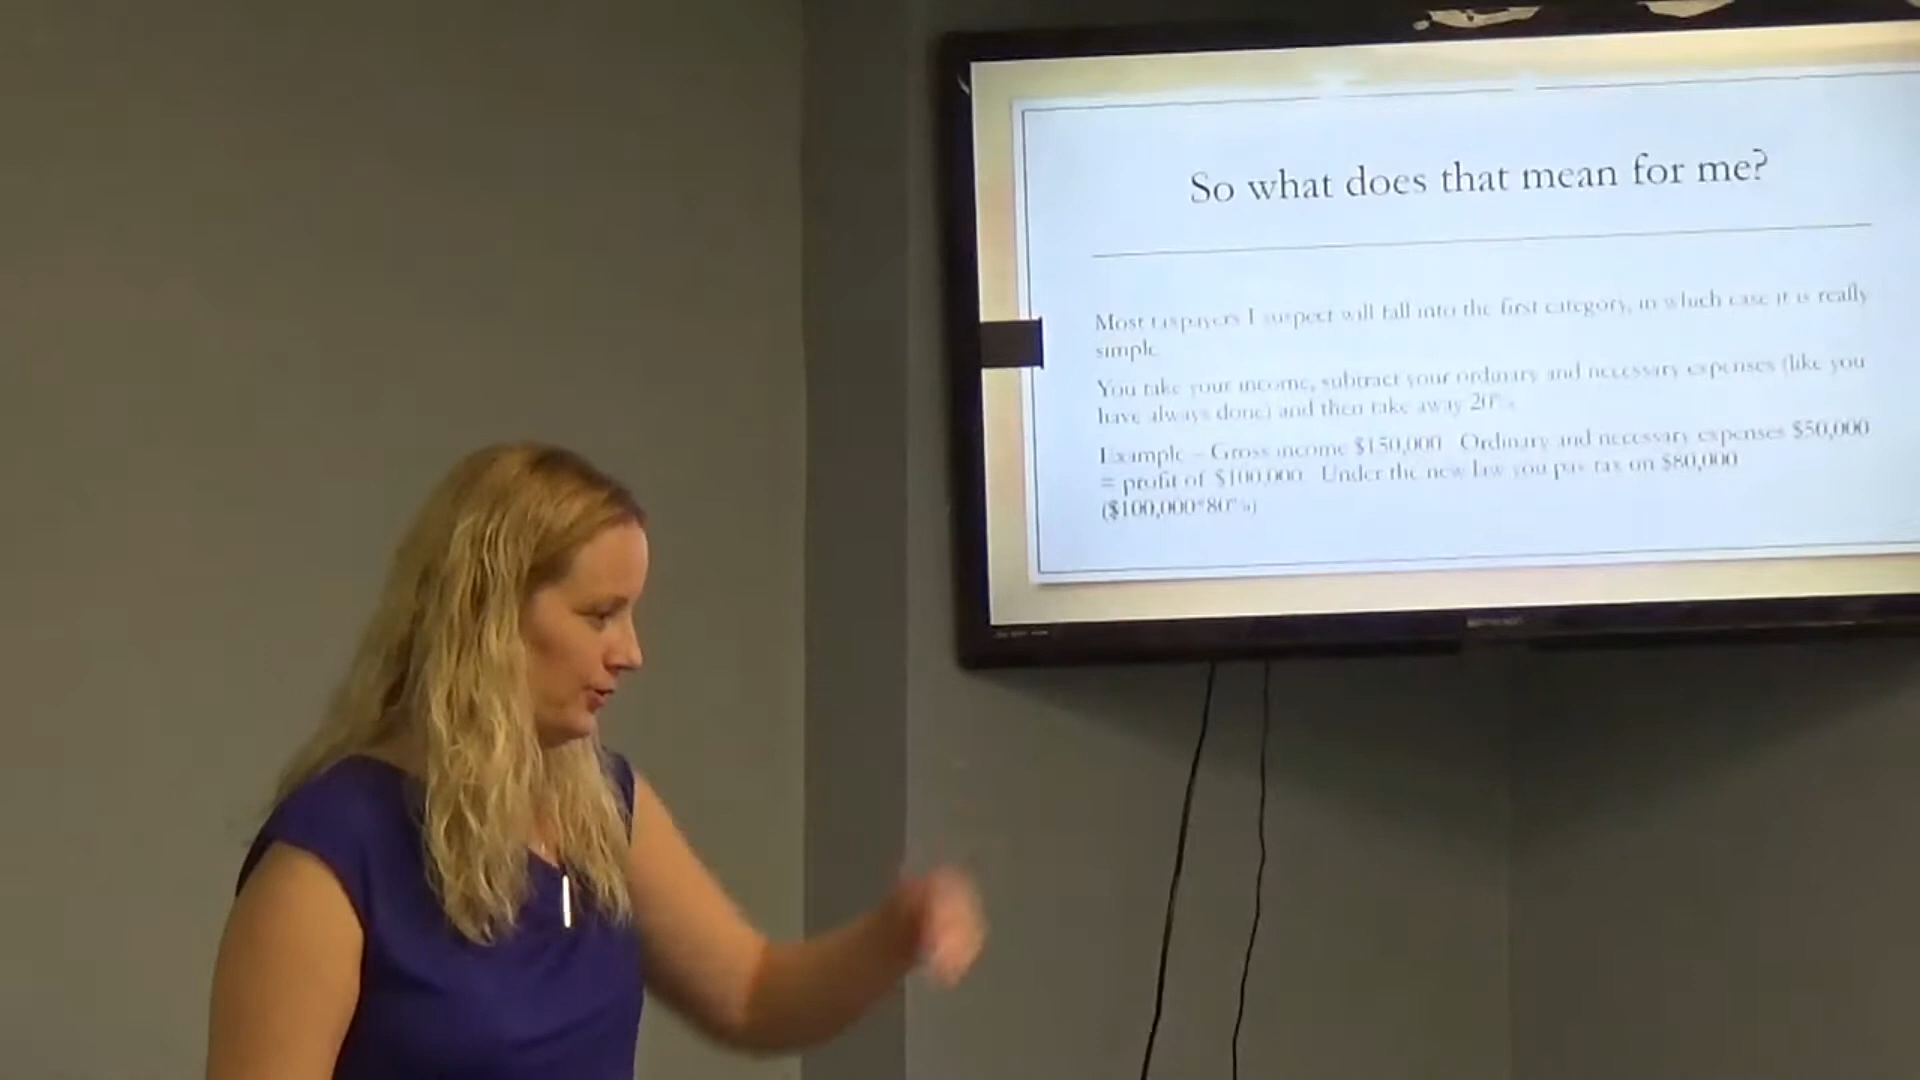 So what does that mean for me?
Most taxpayers I suspect will fall into the first category, in which case it is really
simple
You take your income, subtract your ordinary and necessary expenses (like you
have always done) and then take away 20%.
Example – Gross income $150,000 Ordinary and necessary expenses $50,000
= profit of $100,000 Under the new law you pay tax on $80,000
($100,000*80%)